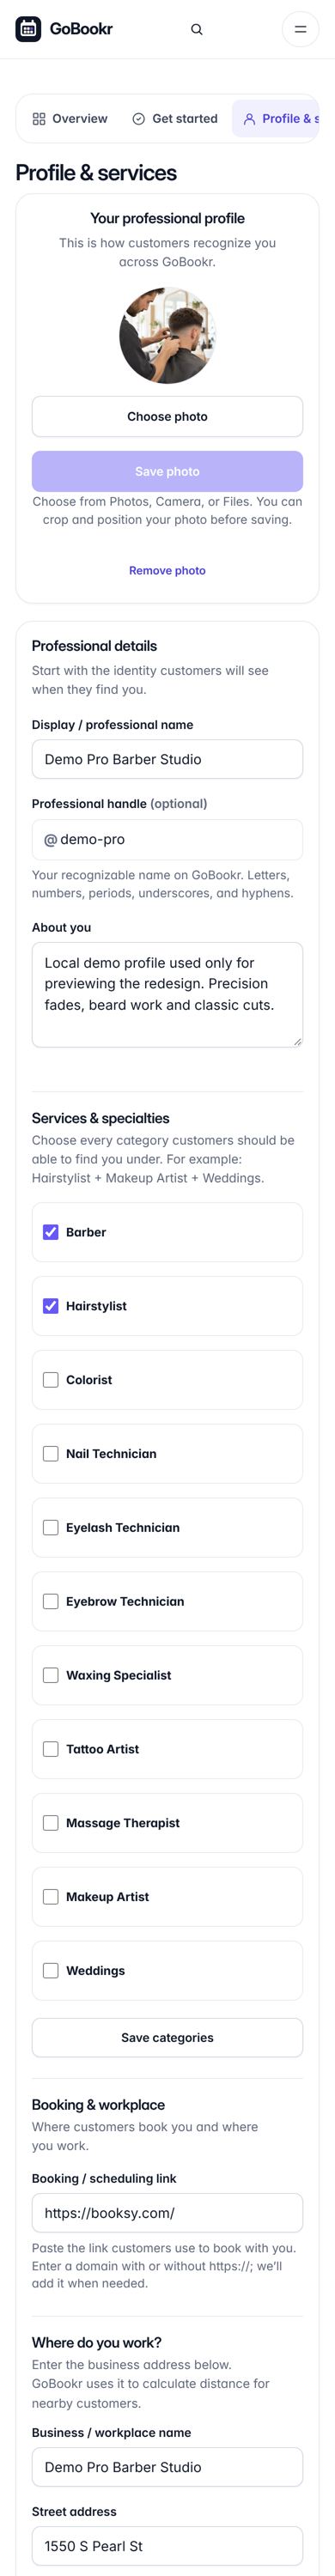 GoBookr
Overview
Get started
Profile & s
Profile & services
Your professional profile
This is how customers recognize you
across GoBookr.
Choose photo
Save photo
Choose from Photos, Camera, or Files. You can
crop and position your photo before saving.
Remove photo
Professional details
Start with the identity customers will see
when they find you.
Display / professional name
Demo Pro Barber Studio
Professional handle (optional)
@ demo-pro
Your recognizable name on GoBookr. Letters,
numbers, periods, underscores, and hyphens.
About you
Local demo profile used only for
previewing the redesign. Precision
fades, beard work and classic cuts.
Services & specialties
Choose every category customers should be
able to find you under. For example:
Hairstylist + Makeup Artist + Weddings.
Barber
Hairstylist
Colorist
Nail Technician
Eyelash Technician
Eyebrow Technician
Waxing Specialist
Tattoo Artist
Massage Therapist
Makeup Artist
Weddings
Save categories
Booking & workplace
Where customers book you and where
you work.
Booking / scheduling link
https://booksy.com/
Paste the link customers use to book with you.
Enter a domain with or without https://; we'll
add it when needed.
Where do you work?
Enter the business address below.
GoBookr uses it to calculate distance for
nearby customers.
Business / workplace name
Demo Pro Barber Studio
Street address
1550 S Pearl St